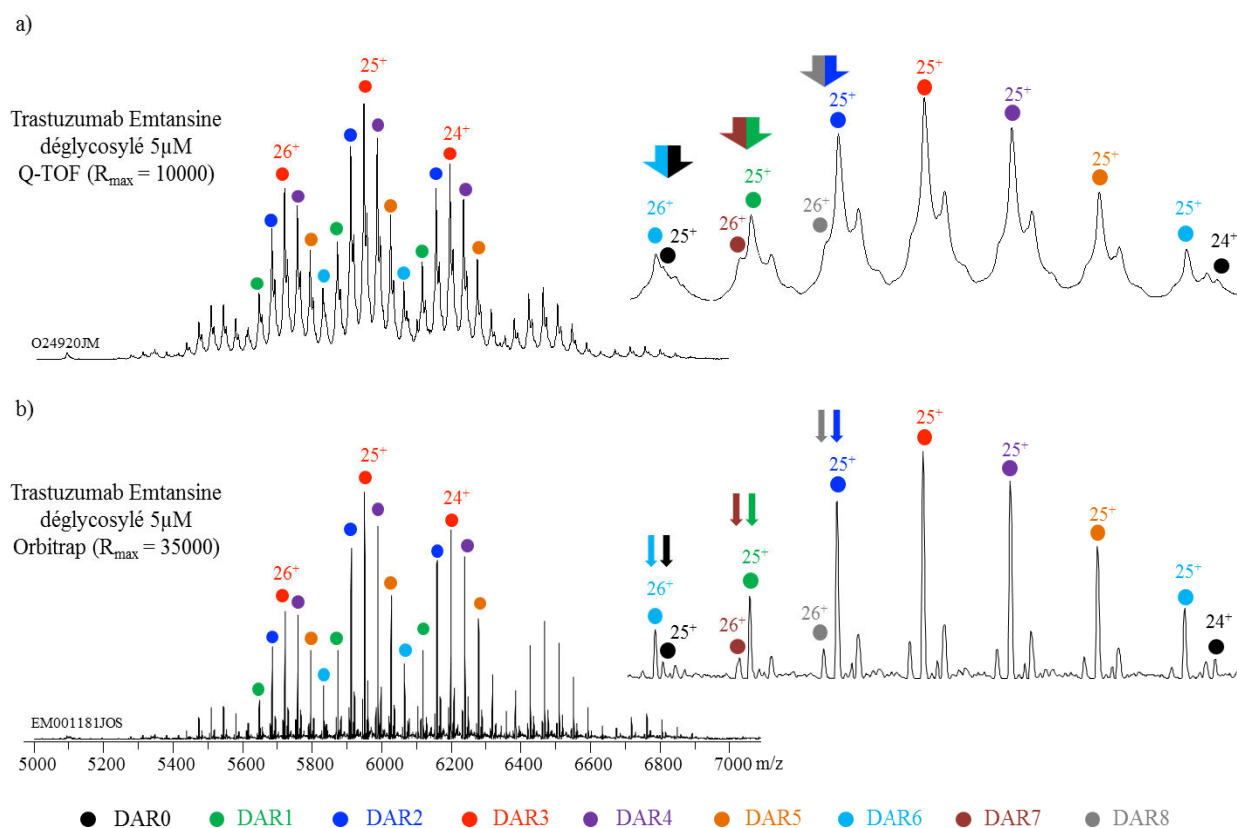 a)
Trastuzumab Emtansine
déglycosylé 5µM
Q-TOF (Rmax = 10000)
26+
25+
24+
O24920JM
26+
25+
26+
25+
26+
25+
25+
25+
25+
25+
24+
b)
Trastuzumab Emtansine
déglycosylé 5µM
Orbitrap (Rmax = 35000)
26+
25+
24+
EM001181JOS
26+
25+
26+
25+
26+
25+
25+
25+
25+
25+
24+
5000 5200 5400 5600 5800 6000 6200 6400 6600 6800 7000 m/z
DAR0 DAR1 DAR2 DAR3 DAR4 DAR5 DAR6 DAR7 DAR8